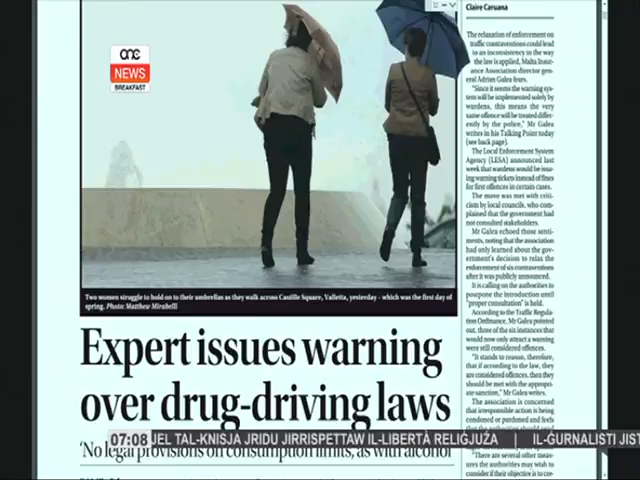 one
NEWS
BREAKFAST
Two women struggle to hold on to their umbrellas as they walk across Castille Square, Valletta, yesterday – which was the first day of
spring. Photo: Matthew Mirabelli
Expert issues warning
over drug-driving laws
'No legal provisions on consumption limits, as with alcohol'
Claire Caruana
The relaxation of enforcement on
traffic contraventions could lead
to an inconsistency in the way
the law is applied, Malta Insur-
ance Association director gen-
eral Adrian Galea fears.
"Since it seems the warning sys-
tem will be implemented solely by
wardens, this means the very
same offence will be treated differ-
ently by the police," Mr Galea
writes in his Talking Point today
(see back page).
The Local Enforcement System
Agency (LESA) announced last
week that wardens would be issu-
ing warning tickets instead of fines
for first offences in certain cases.
The move was met with crit-
icism by local councils, who com-
plained that the government had
not consulted stakeholders.
Mr Galea echoed those senti-
ments, noting that the association
had only learned about the gov-
ernment's decision to relax the
enforcement of six contraventions
after it was publicly announced.
It is calling on the authorities to
postpone the introduction until
"proper consultation" is held.
According to the Traffic Regula-
tion Ordinance, Mr Galea pointed
out, three of the six instances that
would now only attract a warning
were still considered offences.
"It stands to reason, therefore,
that if according to the law, they
are considered offences, then they
should be met with the appropri-
ate sanction," Mr Galea writes.
The association is concerned
that irresponsible action is being
condoned or pardoned and feels
"There are several other mea-
sures the authorities may wish to
consider if their objective is to cre-
07:08 JEL TAL-KNISJA JRIDU JIRRISPETTAW IL-LIBERTÀ RELIĠJUŻA | IL-ĠURNALISTI JIST